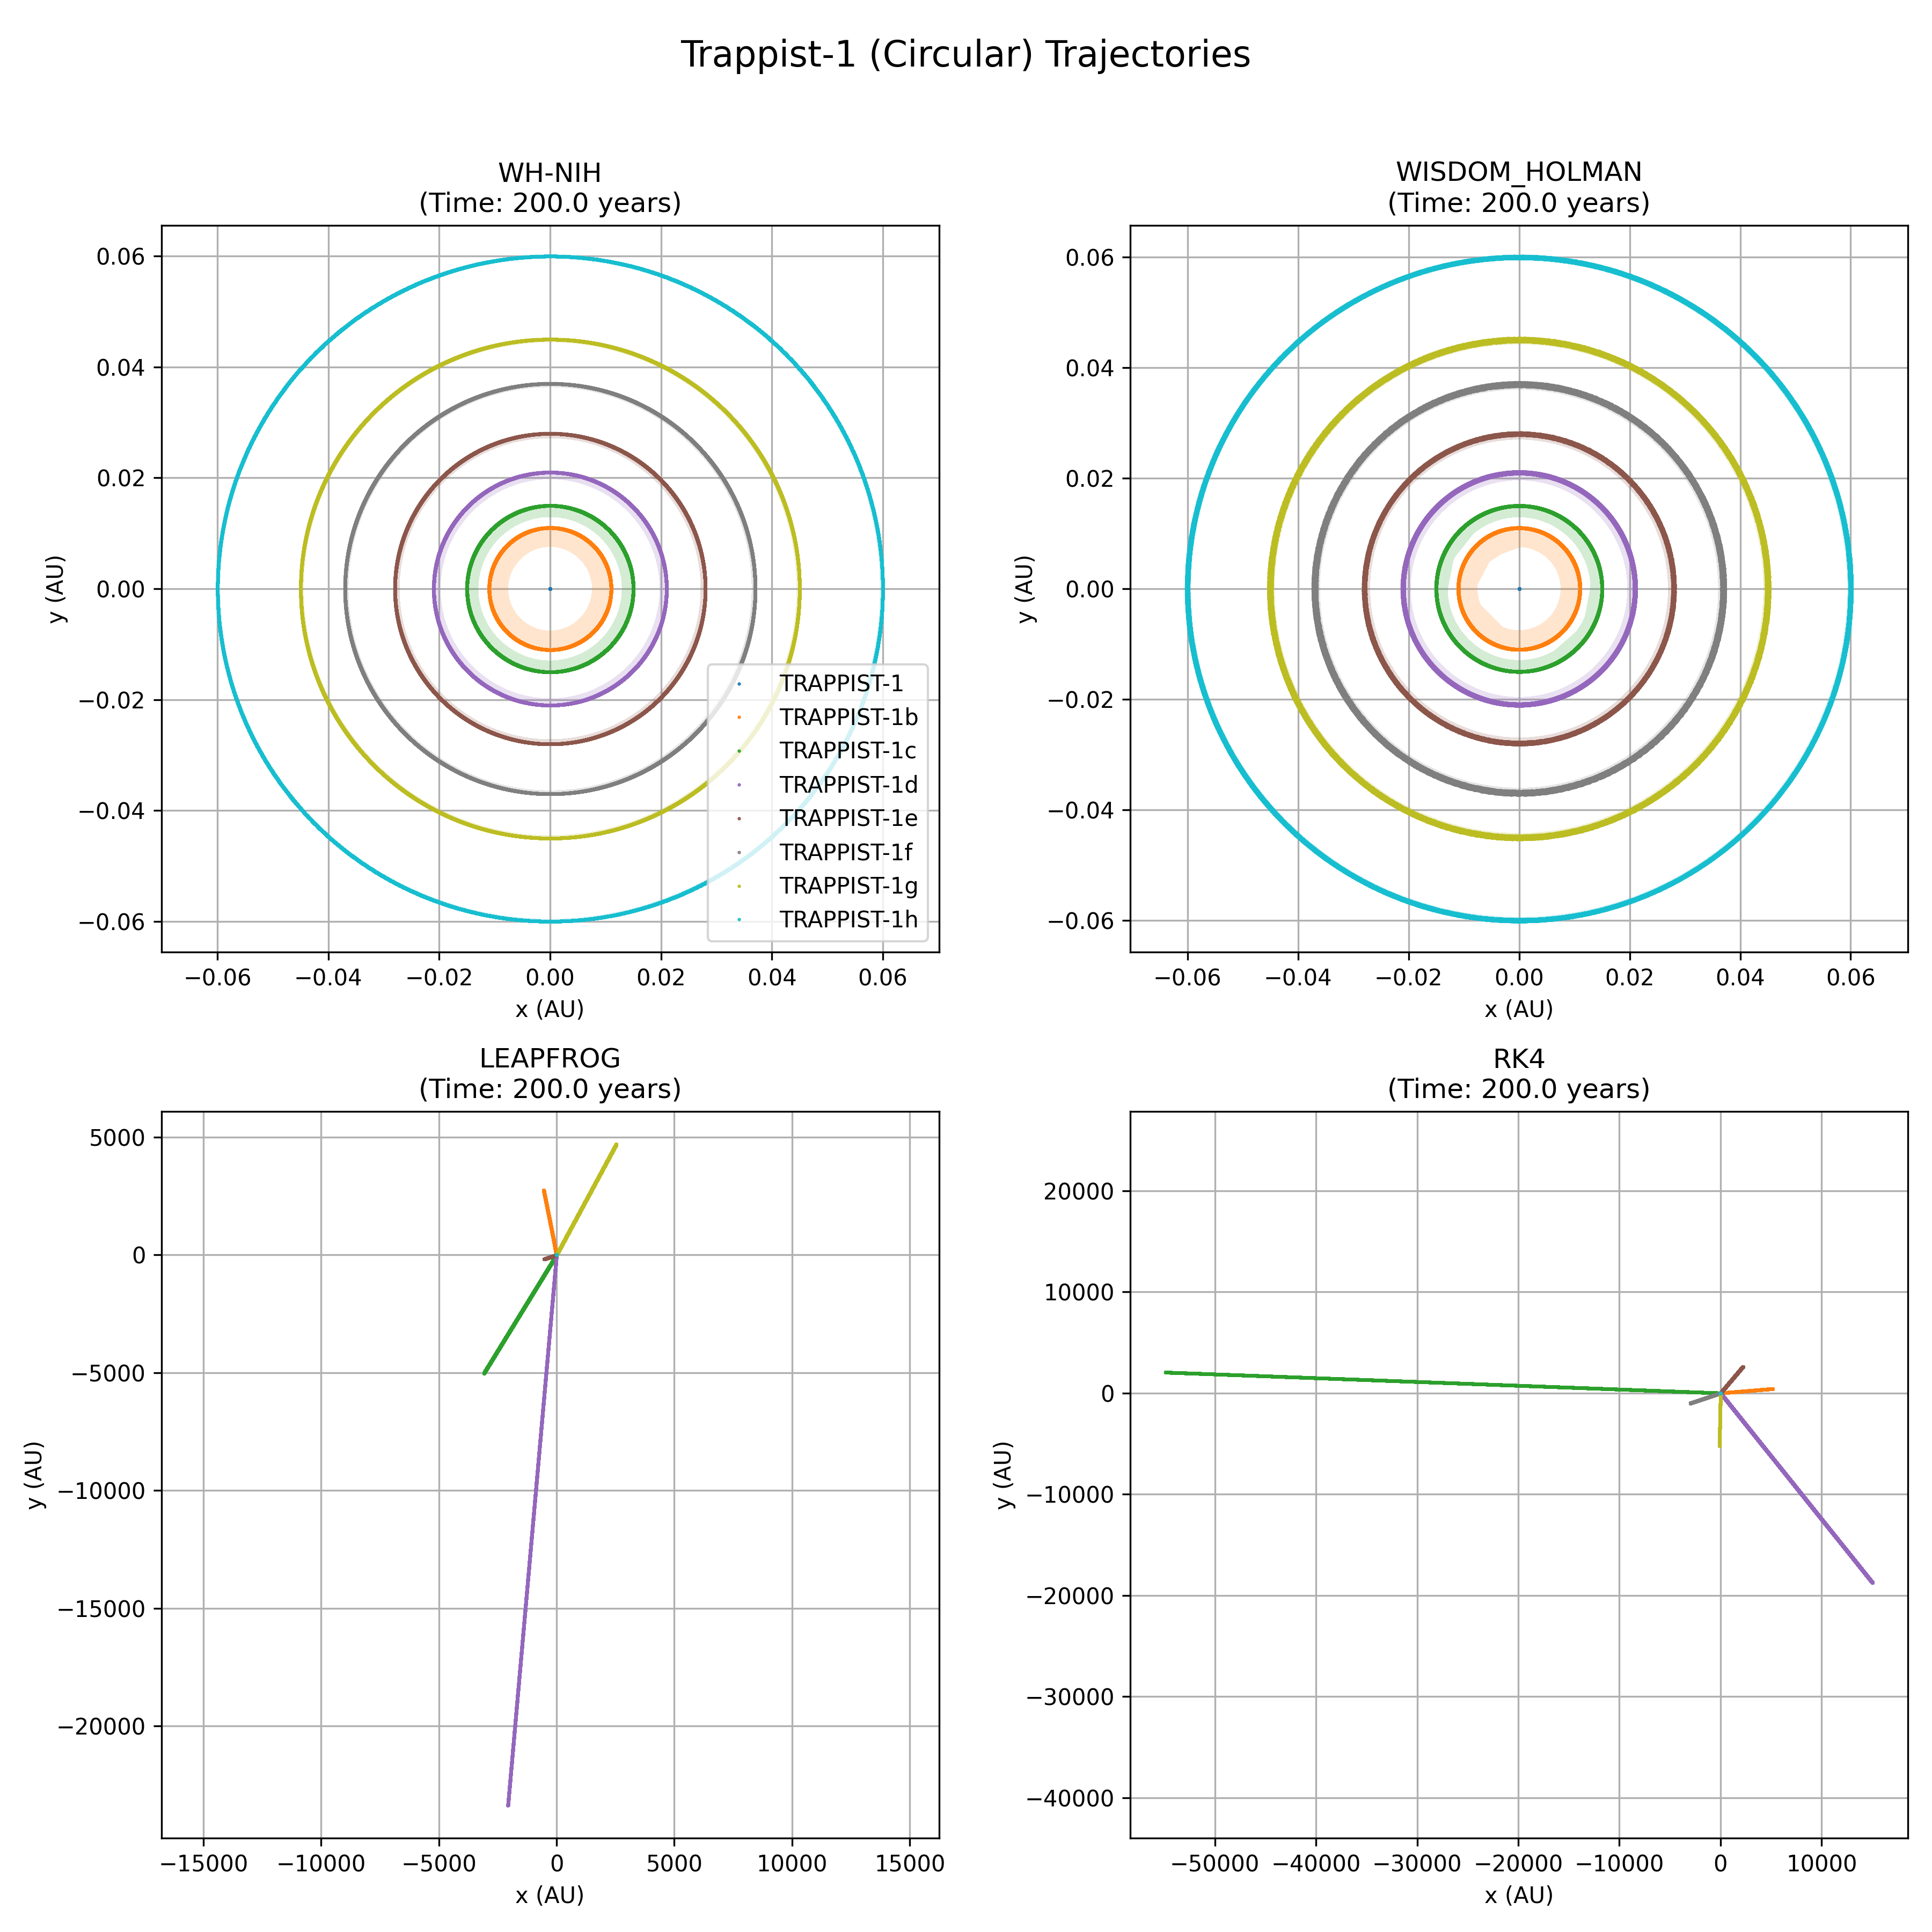 Trappist-1 (Circular) Trajectories
WH-NIH
(Time: 200.0 years)
0.06
0.04
0.02
0.00
−0.02
−0.04
−0.06
y (AU)
−0.06 −0.04 −0.02 0.00 0.02 0.04 0.06
x (AU)
TRAPPIST-1
TRAPPIST-1b
TRAPPIST-1c
TRAPPIST-1d
TRAPPIST-1e
TRAPPIST-1f
TRAPPIST-1g
TRAPPIST-1h
WISDOM_HOLMAN
(Time: 200.0 years)
0.06
0.04
0.02
0.00
−0.02
−0.04
−0.06
y (AU)
−0.06 −0.04 −0.02 0.00 0.02 0.04 0.06
x (AU)
LEAPFROG
(Time: 200.0 years)
5000
0
−5000
−10000
−15000
−20000
y (AU)
−15000 −10000 −5000 0 5000 10000 15000
x (AU)
RK4
(Time: 200.0 years)
20000
10000
0
−10000
−20000
−30000
−40000
y (AU)
−50000 −40000 −30000 −20000 −10000 0 10000
x (AU)